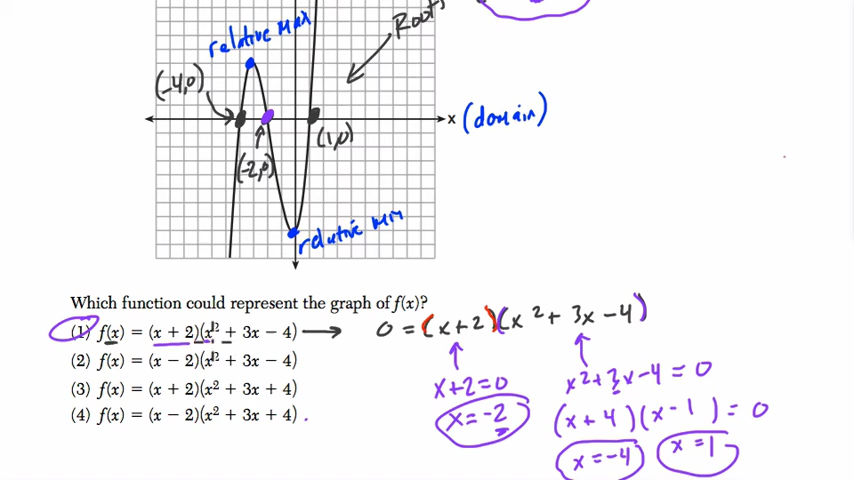 relative max
Roots
(-4,0)
x (domain)
(1,0)
(-2,0)
relative min
Which function could represent the graph of f(x)?
(1) f(x) = (x + 2)(x² + 3x − 4) → 0 = (x+2)(x²+3x-4)
(2) f(x) = (x − 2)(x² + 3x − 4)
x+2=0
x²+3x-4=0
(3) f(x) = (x + 2)(x² + 3x + 4)
x=-2
(x+4)(x-1)=0
(4) f(x) = (x − 2)(x² + 3x + 4)
x=-4
x=1